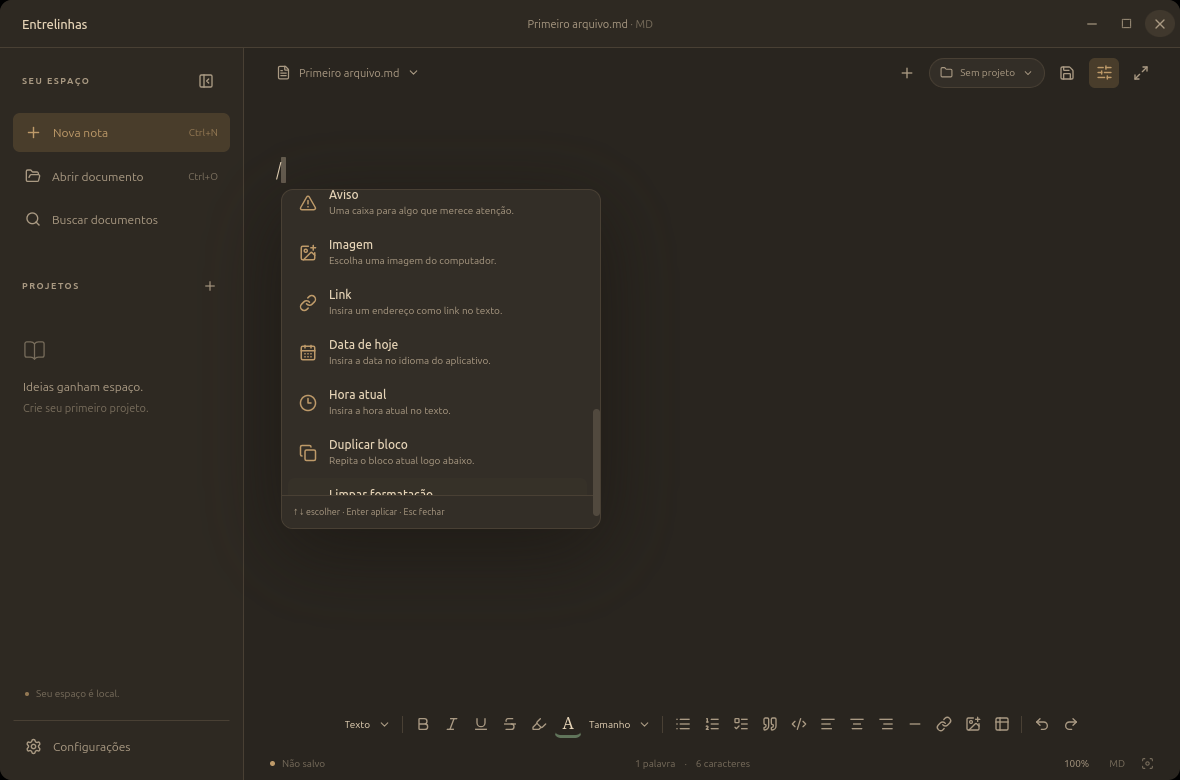 Entrelinhas
Primeiro arquivo.md · MD
SEU ESPAÇO
Nova nota Ctrl+N
Abrir documento Ctrl+O
Buscar documentos
PROJETOS
Ideias ganham espaço.
Crie seu primeiro projeto.
Seu espaço é local.
Configurações
Primeiro arquivo.md
Sem projeto
/
Aviso
Uma caixa para algo que merece atenção.
Imagem
Escolha uma imagem do computador.
Link
Insira um endereço como link no texto.
Data de hoje
Insira a data no idioma do aplicativo.
Hora atual
Insira a hora atual no texto.
Duplicar bloco
Repita o bloco atual logo abaixo.
Limpar formatação
↑↓ escolher · Enter aplicar · Esc fechar
Texto
Tamanho
Não salvo
1 palavra · 6 caracteres
100% MD